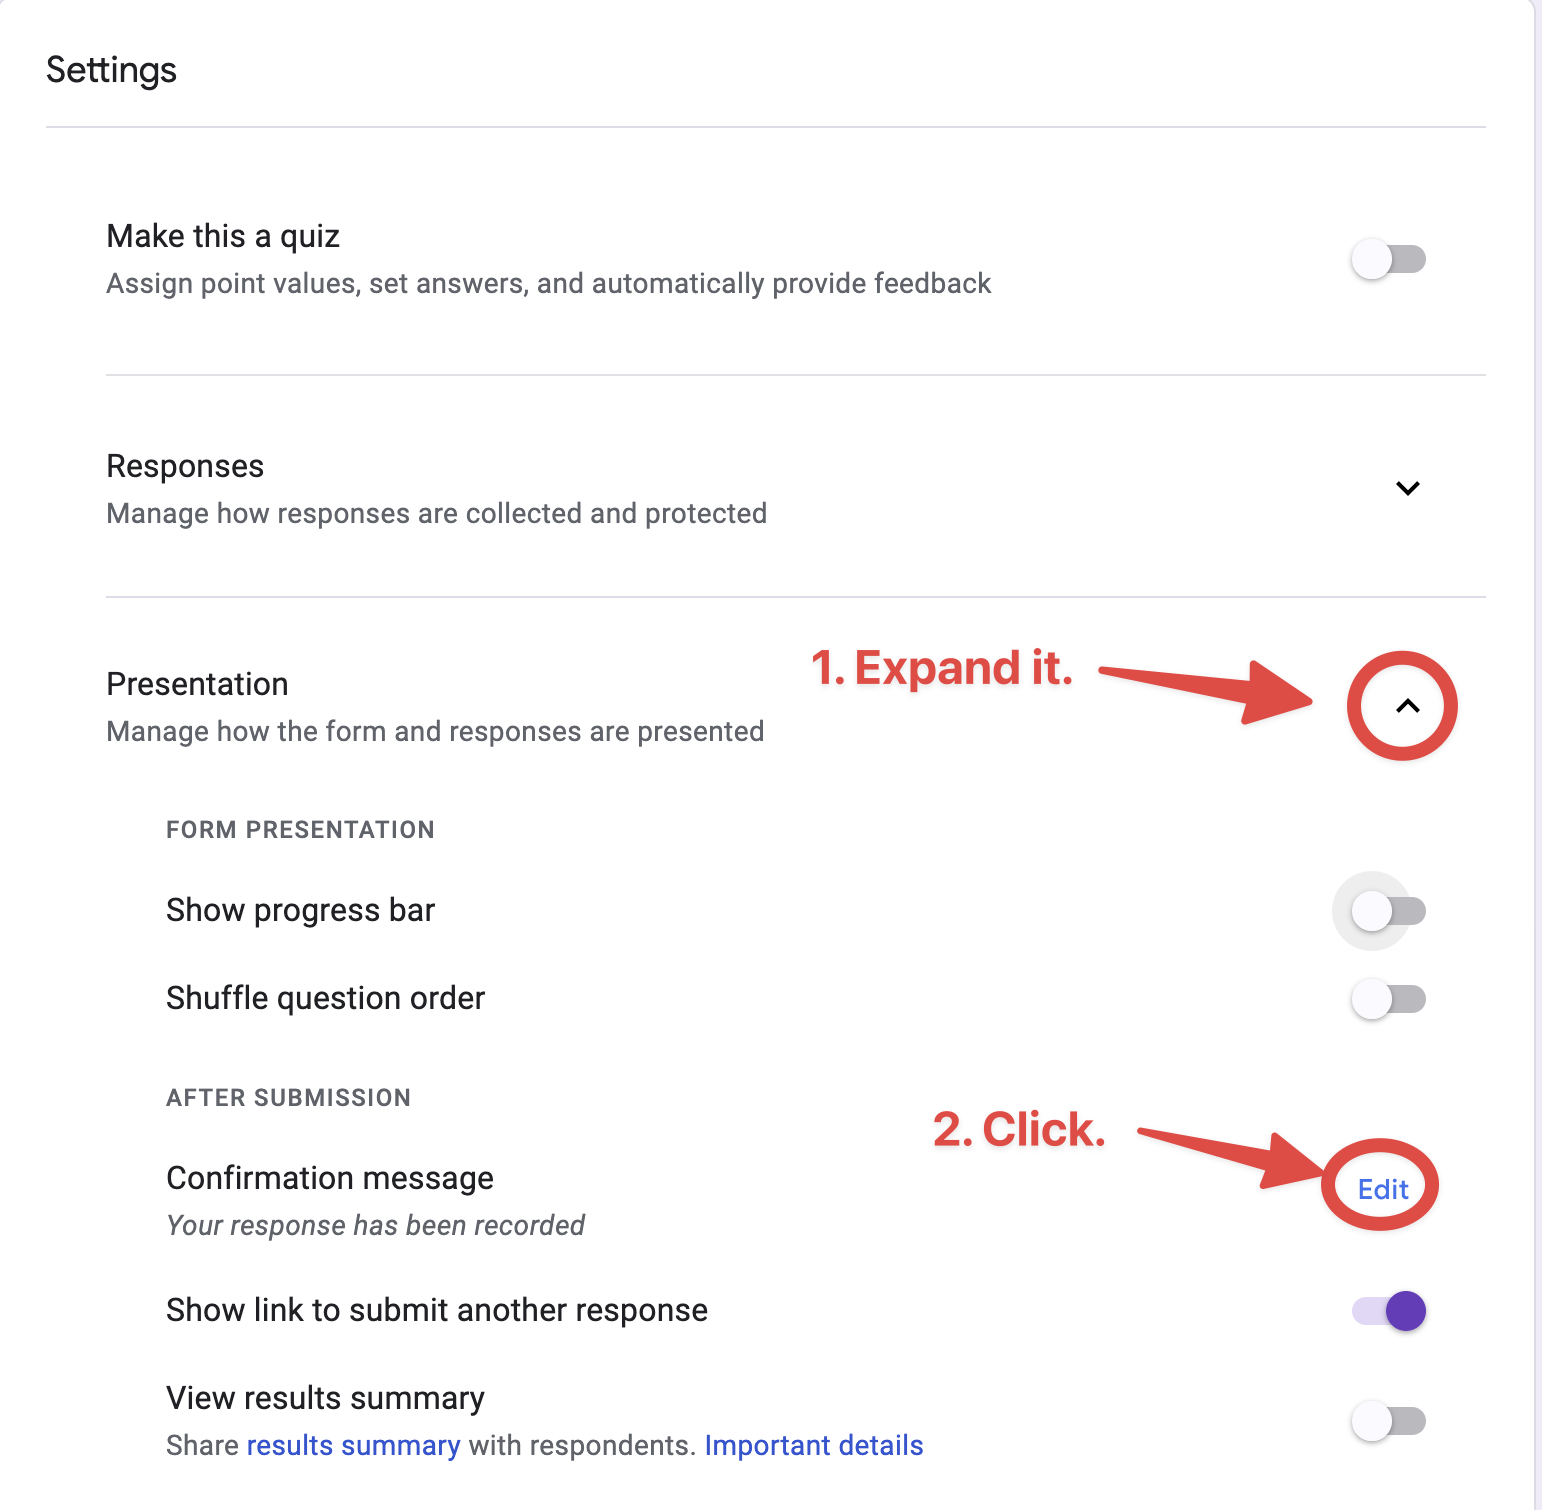 Settings
Make this a quiz
Assign point values, set answers, and automatically provide feedback
Responses
Manage how responses are collected and protected
1. Expand it.
Presentation
Manage how the form and responses are presented
FORM PRESENTATION
Show progress bar
Shuffle question order
AFTER SUBMISSION
2. Click.
Confirmation message
Edit
Your response has been recorded
Show link to submit another response
View results summary
Share results summary with respondents. Important details